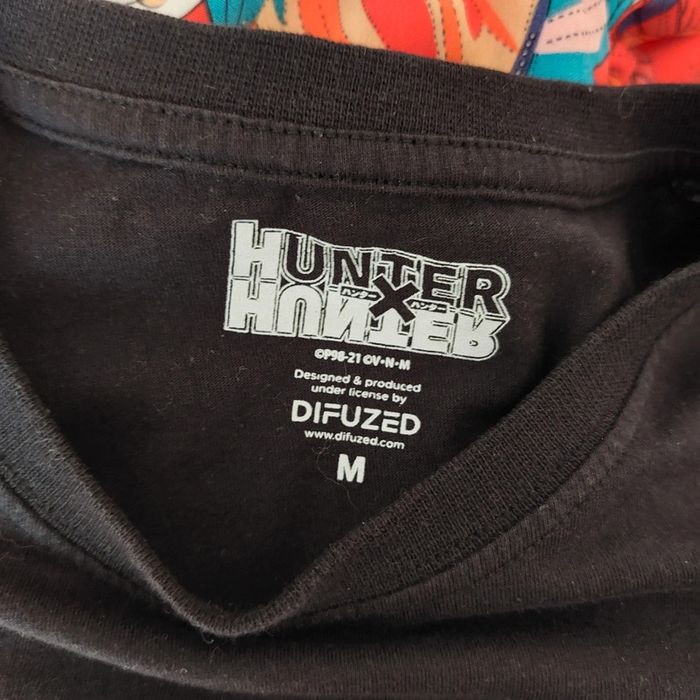 HUNTER
ハンター × ハンター
HUNTER
©P98-21 ©V•N•M
Designed & produced
under license by
DIFUZED
www.difuzed.com
M